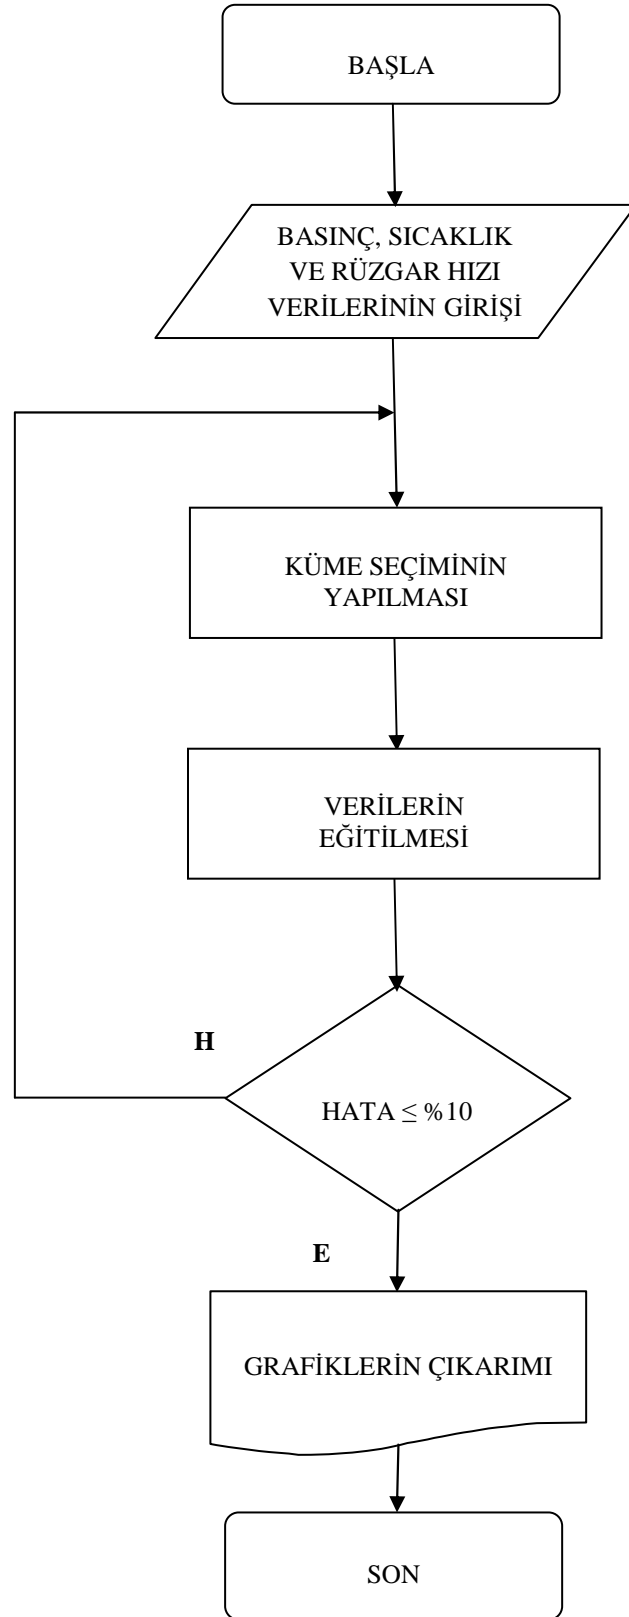 BAŞLA
BASINÇ, SICAKLIK
VE RÜZGAR HIZI
VERİLERİNİN GİRİŞİ
KÜME SEÇİMİNİN
YAPILMASI
VERİLERİN
EĞİTİLMESİ
H
HATA ≤ %10
E
GRAFİKLERİN ÇIKARIMI
SON